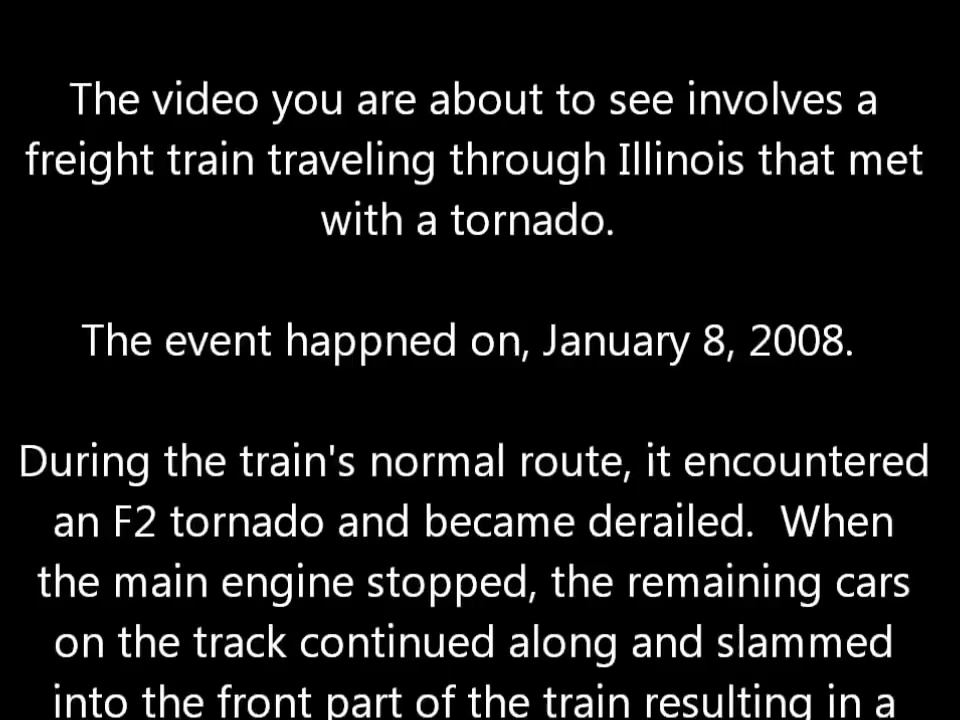 The video you are about to see involves a
freight train traveling through Illinois that met
with a tornado.
The event happned on, January 8, 2008.
During the train's normal route, it encountered
an F2 tornado and became derailed.  When
the main engine stopped, the remaining cars
on the track continued along and slammed
into the front part of the train resulting in a